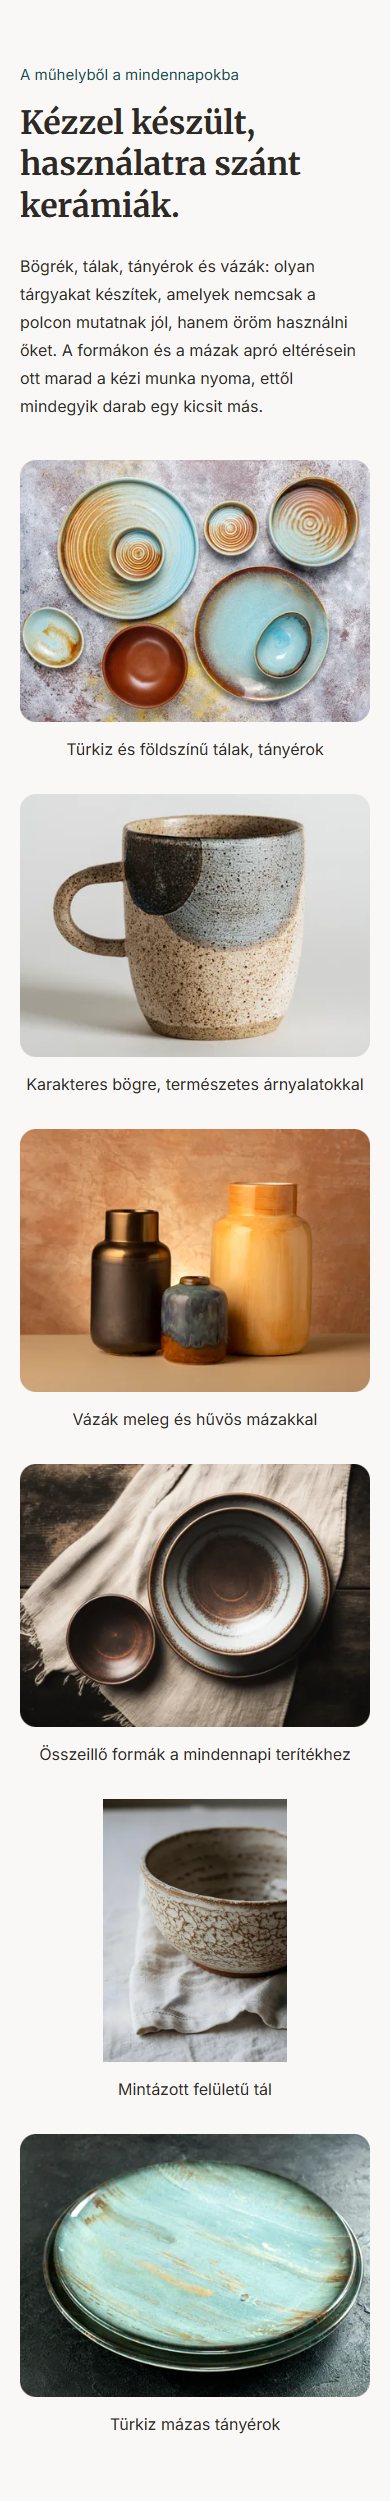 A műhelyből a mindennapokba
Kézzel készült,
használatra szánt
kerámiák.
Bögrék, tálak, tányérok és vázák: olyan
tárgyakat készítek, amelyek nemcsak a
polcon mutatnak jól, hanem öröm használni
őket. A formákon és a mázak apró eltérésein
ott marad a kézi munka nyoma, ettől
mindegyik darab egy kicsit más.
Türkiz és földszínű tálak, tányérok
Karakteres bögre, természetes árnyalatokkal
Vázák meleg és hűvös mázakkal
Összeillő formák a mindennapi terítékhez
Mintázott felületű tál
Türkiz mázas tányérok